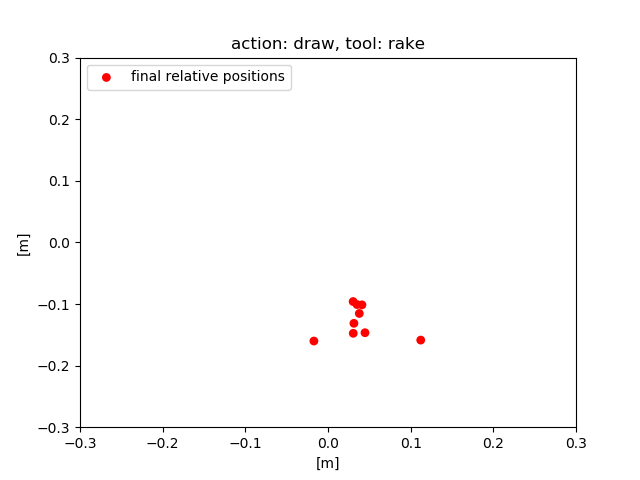 action: draw, tool: rake
final relative positions
0.3
0.2
0.1
0.0
−0.1
−0.2
−0.3
[m]
−0.3 −0.2 −0.1 0.0 0.1 0.2 0.3
[m]